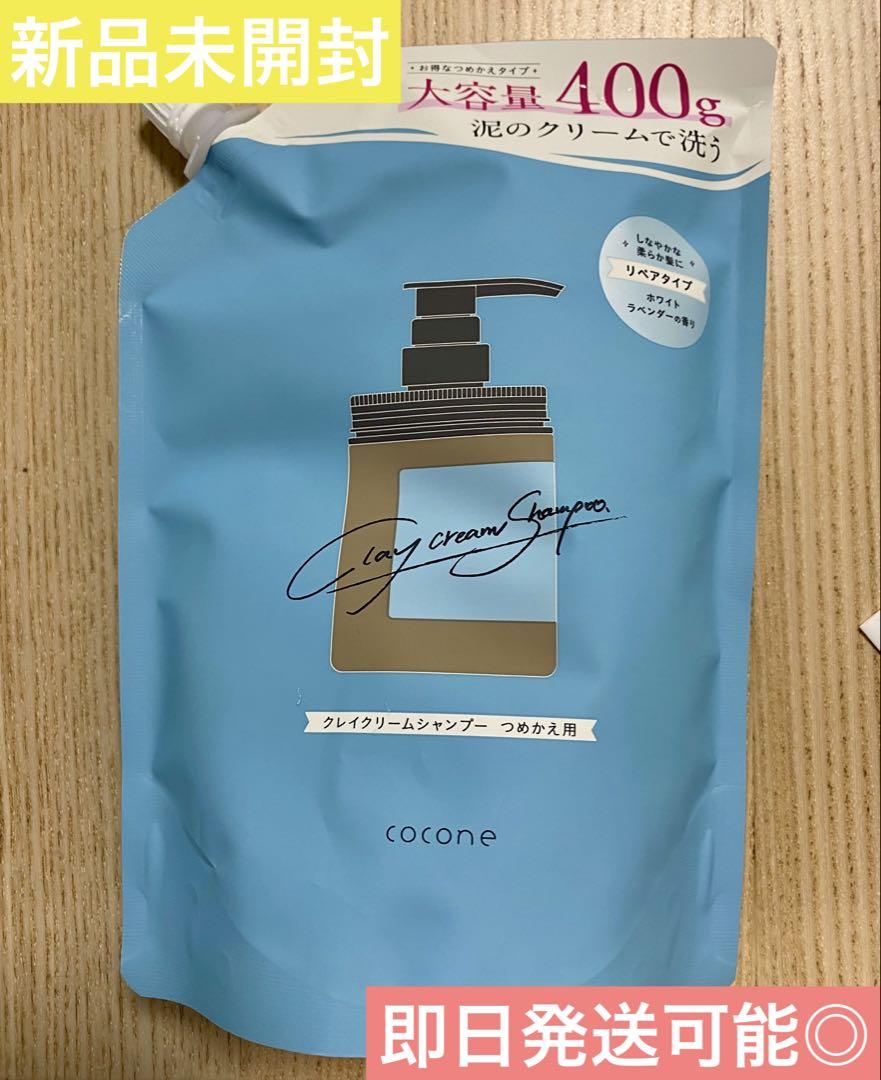 新品未開封
お得なつめかえタイプ
大容量 400g
泥のクリームで洗う
しなやかな
柔らか髪に
リペアタイプ
ホワイト
ラベンダーの香り
Clay cream Shampoo.
クレイクリームシャンプー つめかえ用
cocone
即日発送可能◎